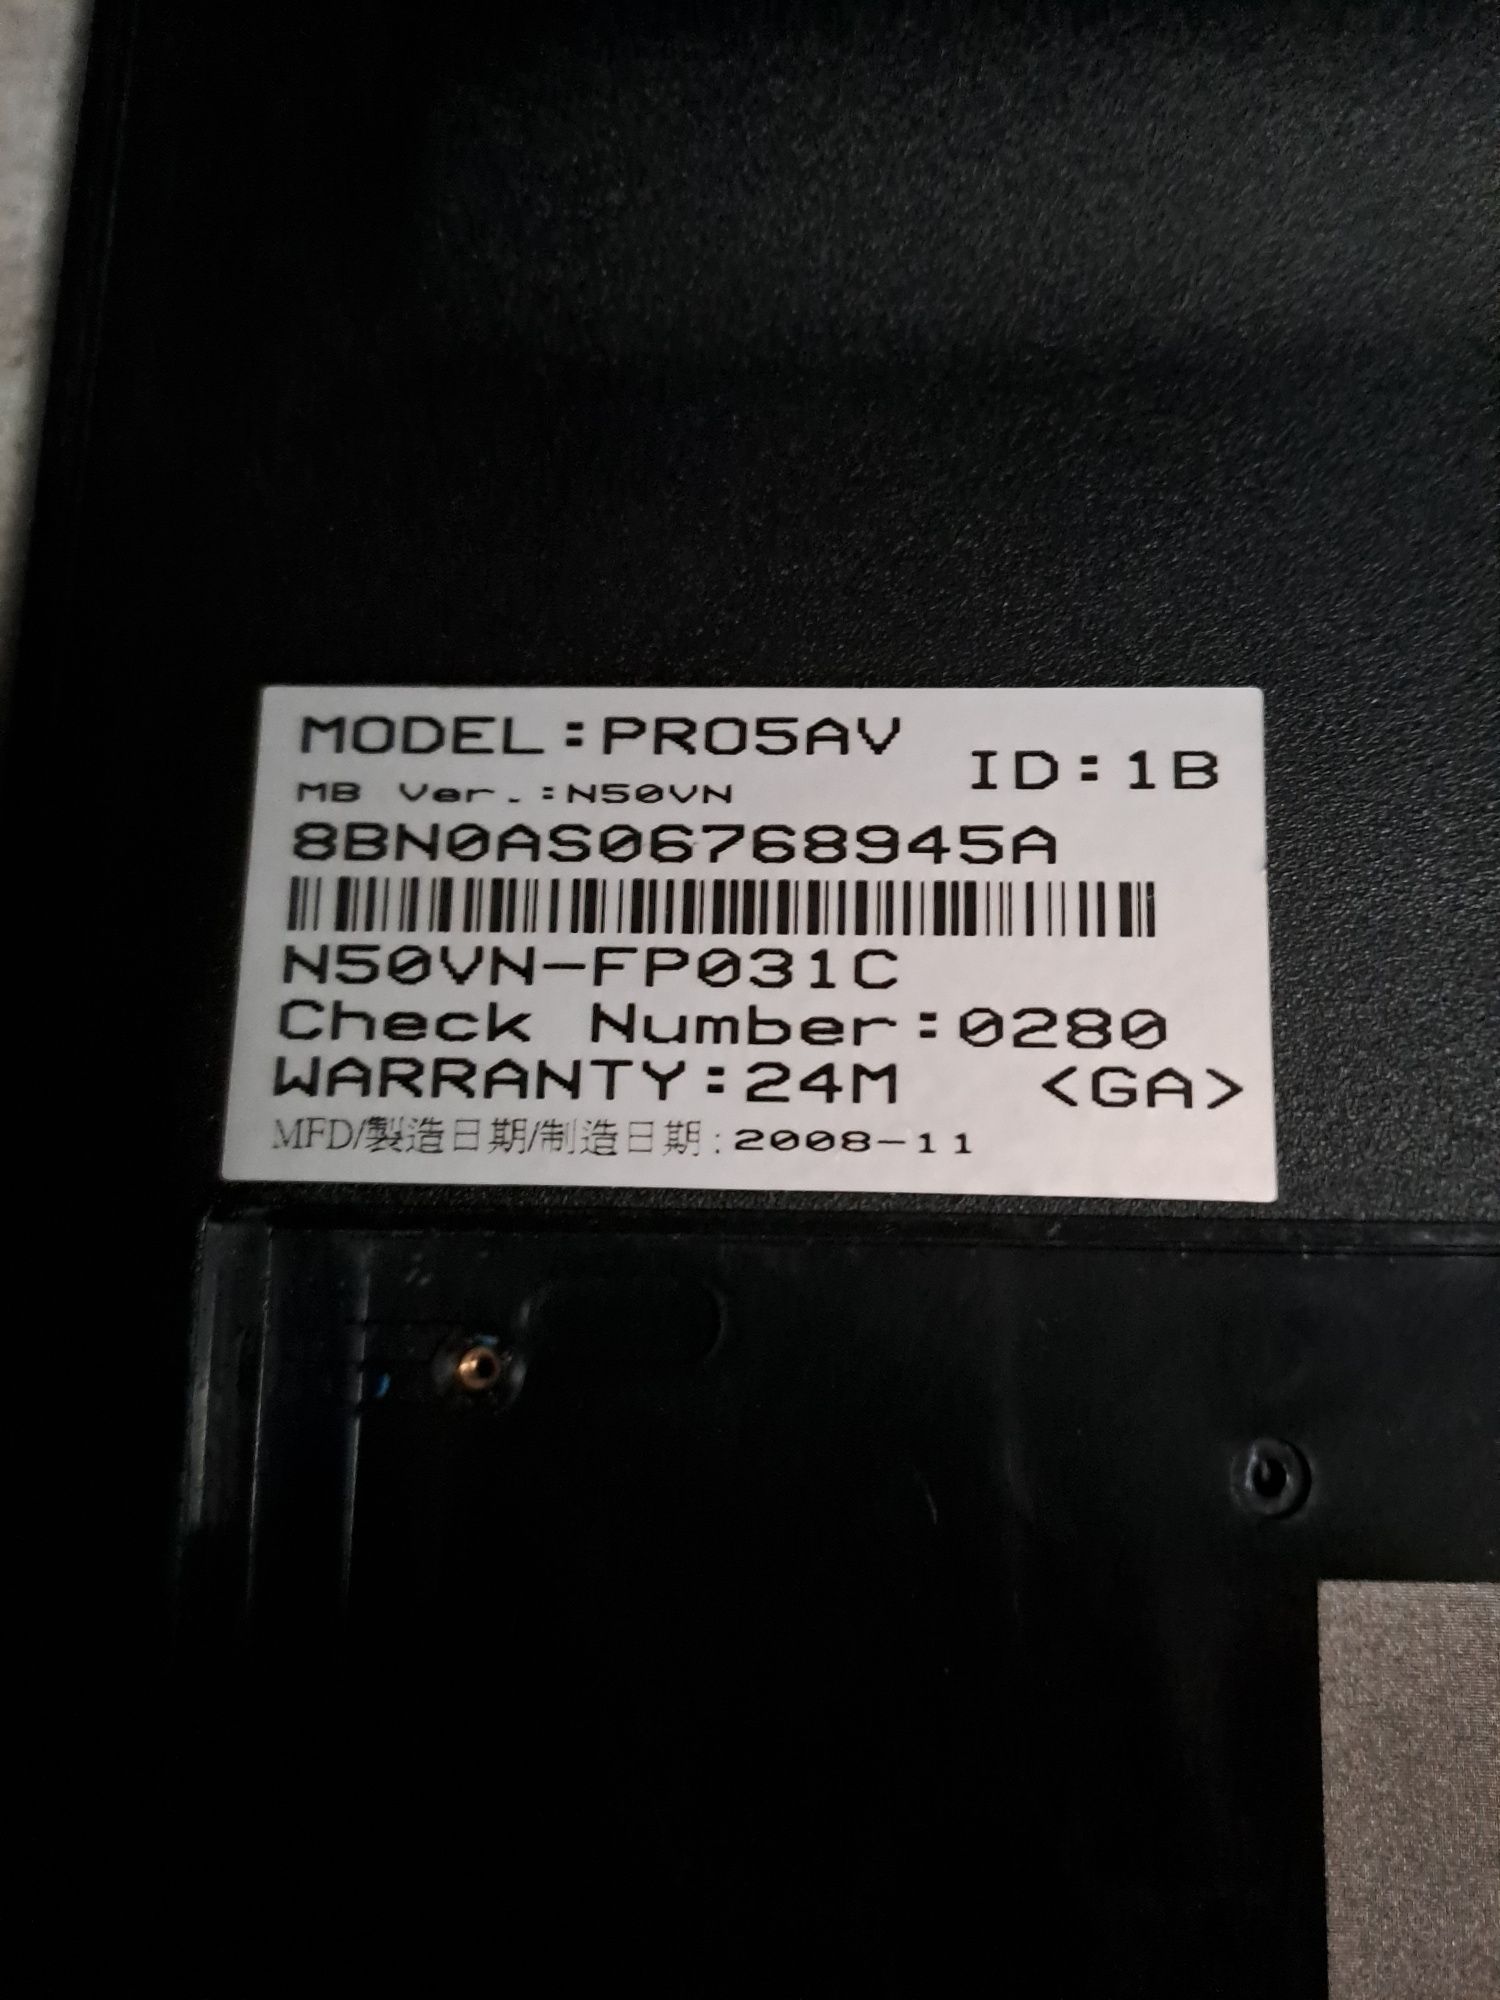 MODEL:PRO5AV
ID:1B
MB Ver.:N50VN
8BN0AS06768945A
N50VN-FP031C
Check Number:0280
WARRANTY:24M <GA>
MFD/製造日期/制造日期:2008-11